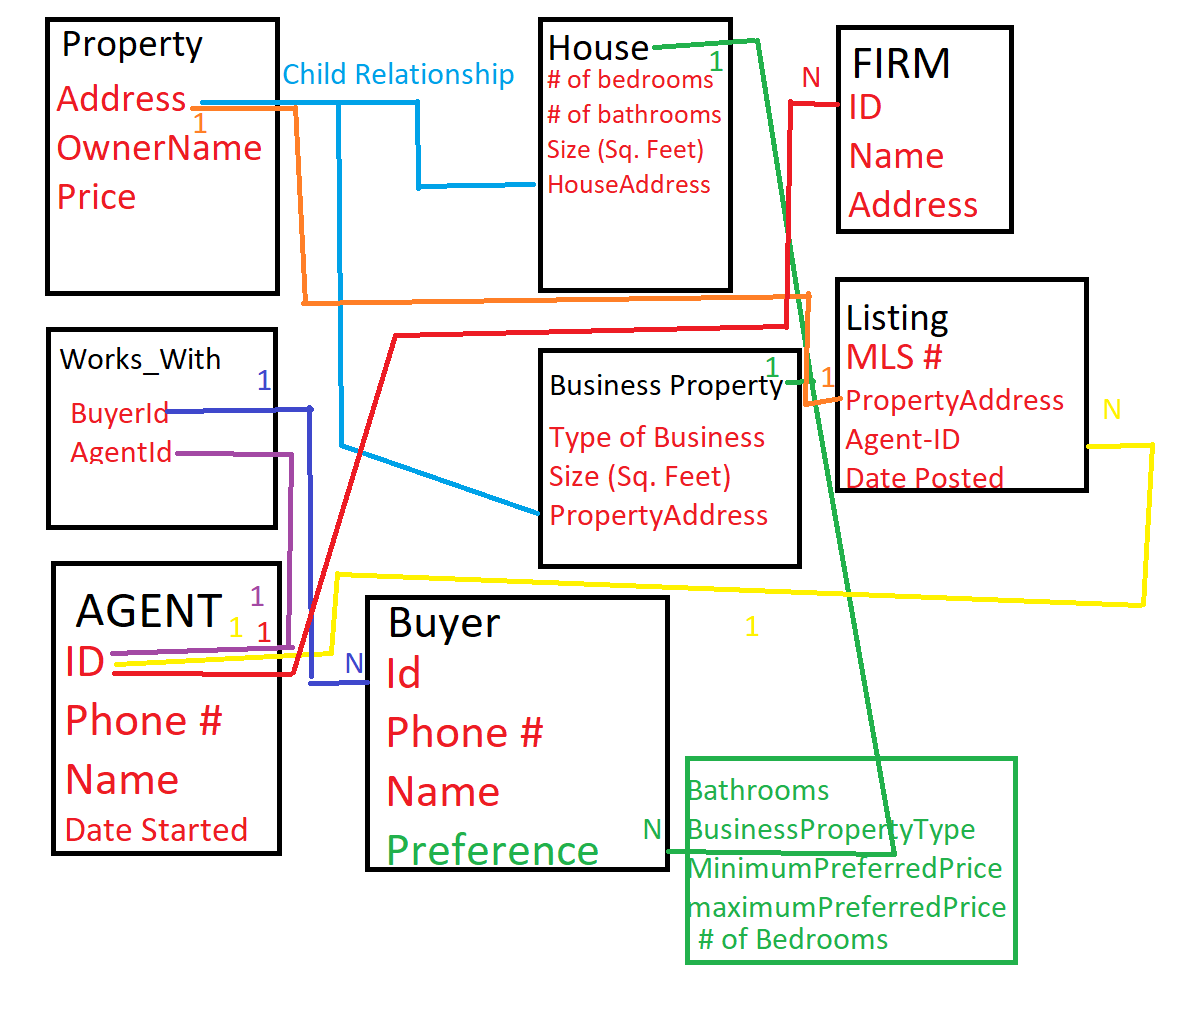 Property
Child Relationship
Address
1
OwnerName
Price
House
1
# of bedrooms
# of bathrooms
Size (Sq. Feet)
HouseAddress
N
FIRM
ID
Name
Address
Works_With
1
BuyerId
AgentId
1
Business Property
Type of Business
Size (Sq. Feet)
PropertyAddress
1
Listing
MLS #
PropertyAddress
Agent-ID
Date Posted
N
AGENT
1
1
1
ID
Phone #
Name
Date Started
N
Buyer
Id
Phone #
Name
Preference
1
N
Bathrooms
BusinessPropertyType
MinimumPreferredPrice
maximumPreferredPrice
# of Bedrooms